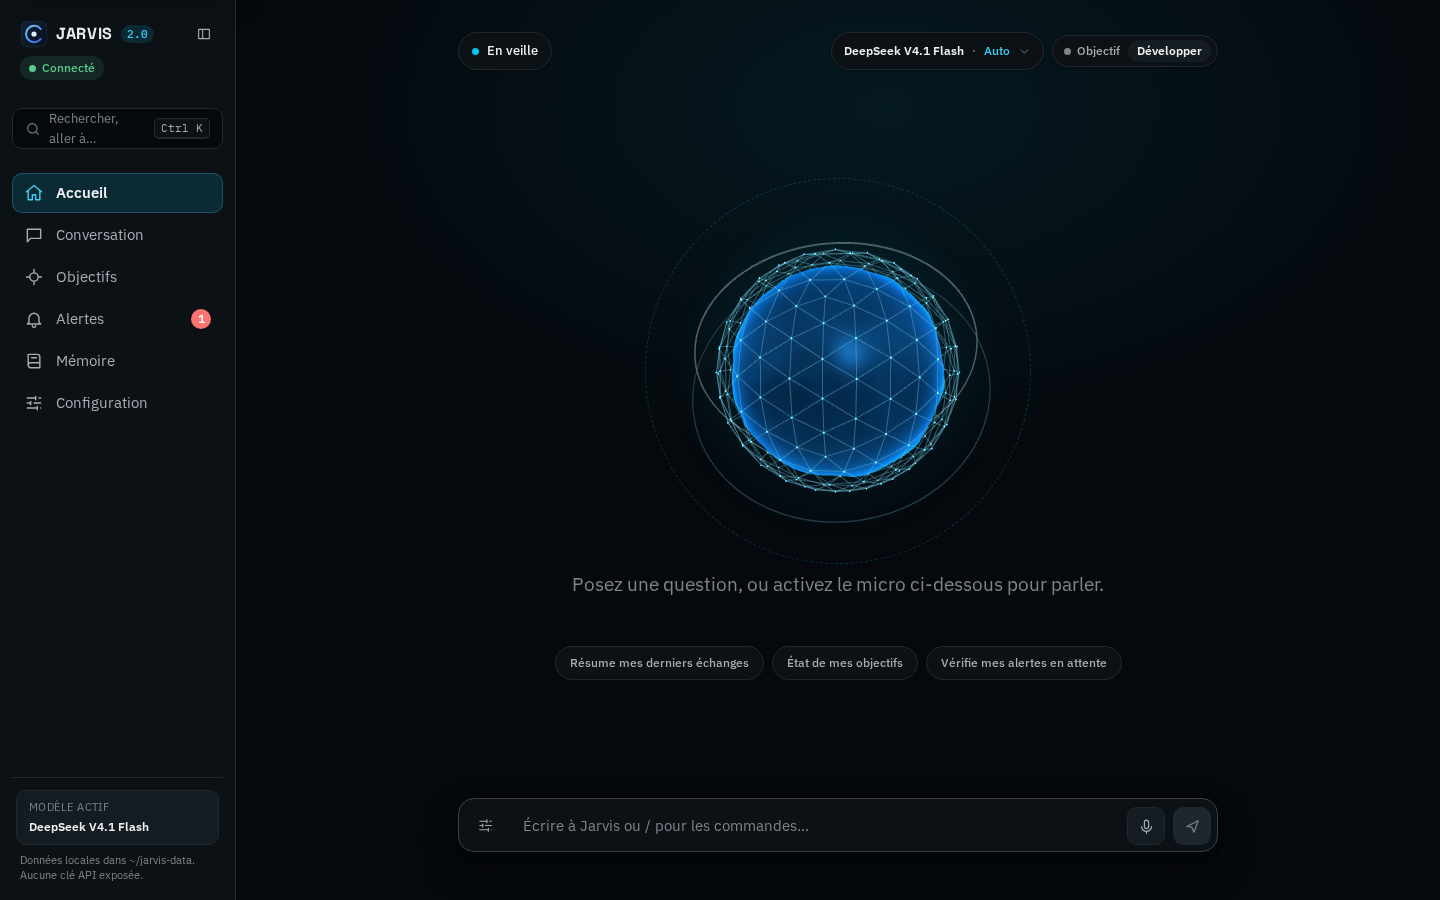 JARVIS 2.0
Connecté
Rechercher,
aller à...
Ctrl K
Accueil
Conversation
Objectifs
Alertes 1
Mémoire
Configuration
MODÈLE ACTIF
DeepSeek V4.1 Flash
Données locales dans ~/jarvis-data.
Aucune clé API exposée.
En veille
DeepSeek V4.1 Flash · Auto
Objectif Développer
Posez une question, ou activez le micro ci-dessous pour parler.
Résume mes derniers échanges
État de mes objectifs
Vérifie mes alertes en attente
Écrire à Jarvis ou / pour les commandes...